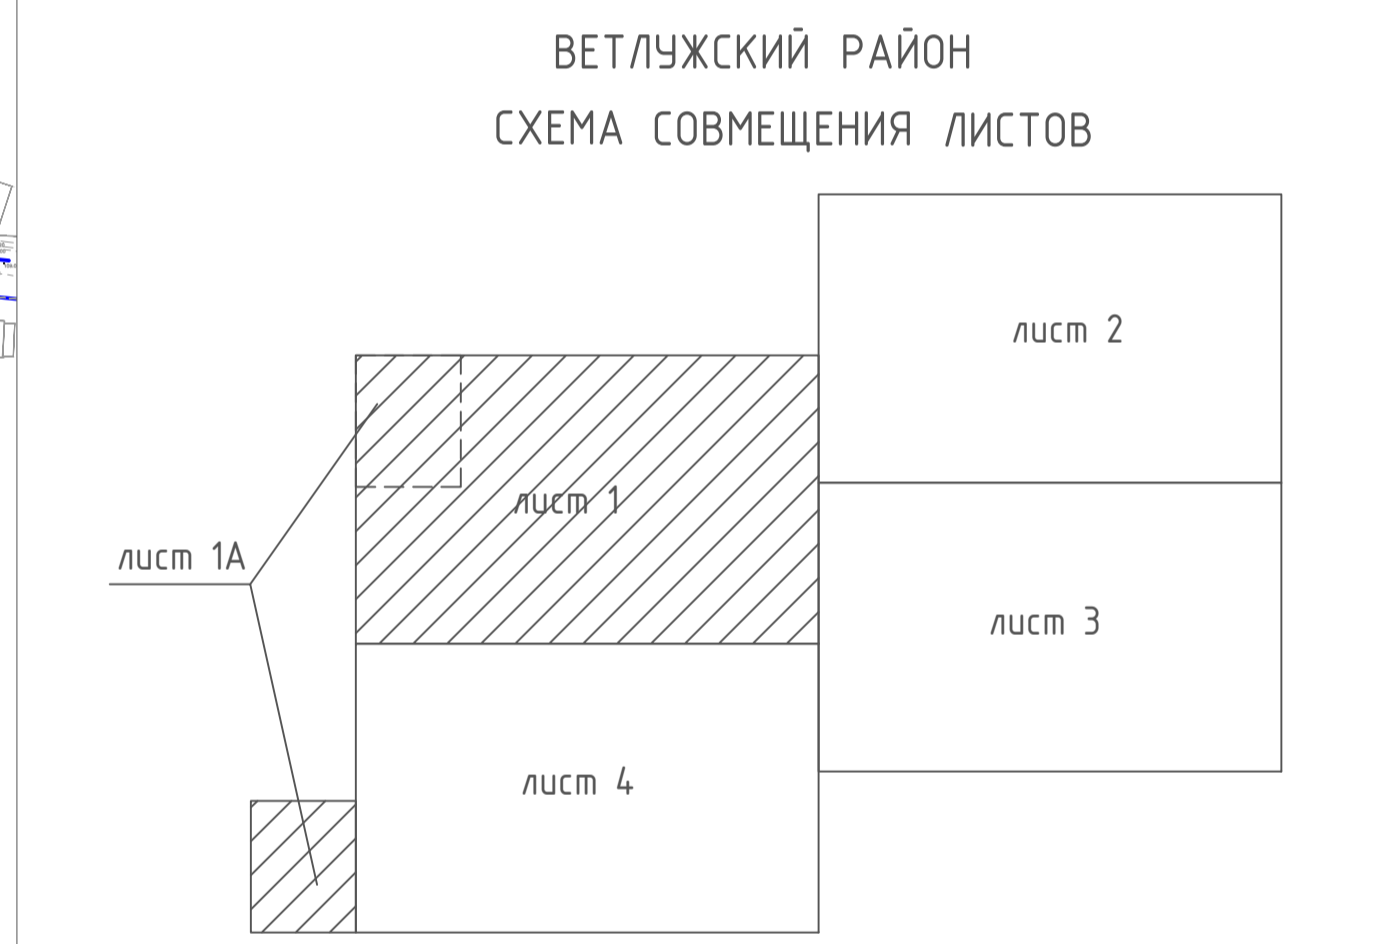 ВЕТЛУЖСКИЙ РАЙОН
СХЕМА СОВМЕЩЕНИЯ ЛИСТОВ
лист 2
лист 1
лист 1А
лист 3
лист 4